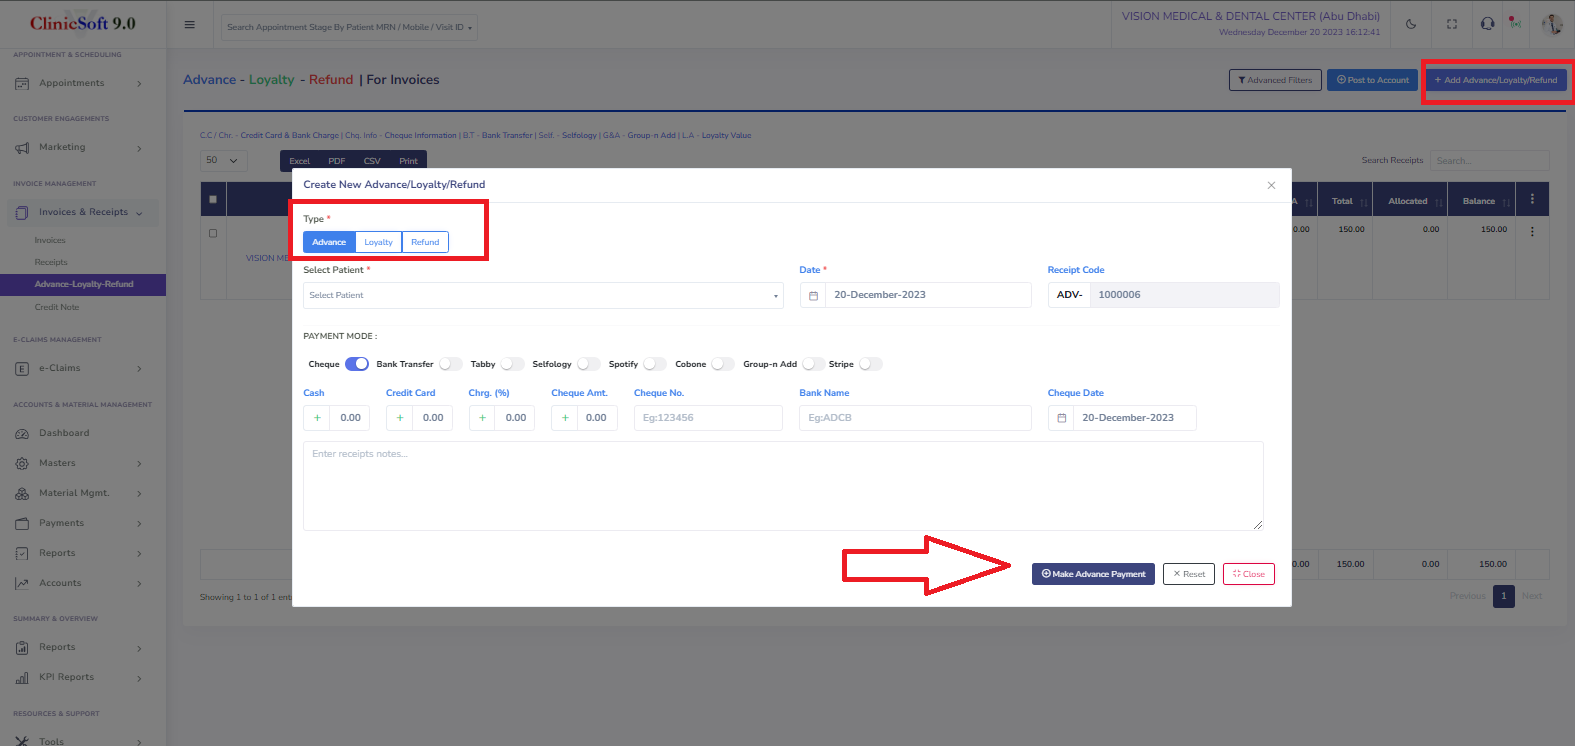 ClinicSoft 9.0
Search Appointment Stage By Patient MRN / Mobile / Visit ID
VISION MEDICAL & DENTAL CENTER (Abu Dhabi)
Wednesday December 20 2023 16:12:41
APPOINTMENT & SCHEDULING
Appointments
CUSTOMER ENGAGEMENTS
Marketing
INVOICE MANAGEMENT
Invoices & Receipts
Invoices
Receipts
Advance-Loyalty-Refund
Credit Note
E-CLAIMS MANAGEMENT
e-Claims
ACCOUNTS & MATERIAL MANAGEMENT
Dashboard
Masters
Material Mgmt.
Payments
Reports
Accounts
SUMMARY & OVERVIEW
Reports
KPI Reports
RESOURCES & SUPPORT
Tools
Advance - Loyalty - Refund | For Invoices
Advanced Filters
Post to Account
+ Add Advance/Loyalty/Refund
C.C / Chr. - Credit Card & Bank Charge | Chq. Info - Cheque Information | B.T - Bank Transfer | Self. - Selfology | G&A - Group-n Add | L.A - Loyalty Value
50
Excel PDF CSV Print
Search Receipts Search...
A Total Allocated Balance
0.00 150.00 0.00 150.00
VISION ME
Create New Advance/Loyalty/Refund
Type *
Advance Loyalty Refund
Select Patient * Date * Receipt Code
Select Patient 20-December-2023 ADV- 1000006
PAYMENT MODE :
Cheque Bank Transfer Tabby Selfology Spotify Cobone Group-n Add Stripe
Cash Credit Card Chrg. (%) Cheque Amt. Cheque No. Bank Name Cheque Date
+ 0.00 + 0.00 + 0.00 + 0.00 Eg:123456 Eg:ADCB 20-December-2023
Enter receipts notes...
Make Advance Payment Reset Close
0.00 150.00 0.00 150.00
Showing 1 to 1 of 1 ent
Previous 1 Next